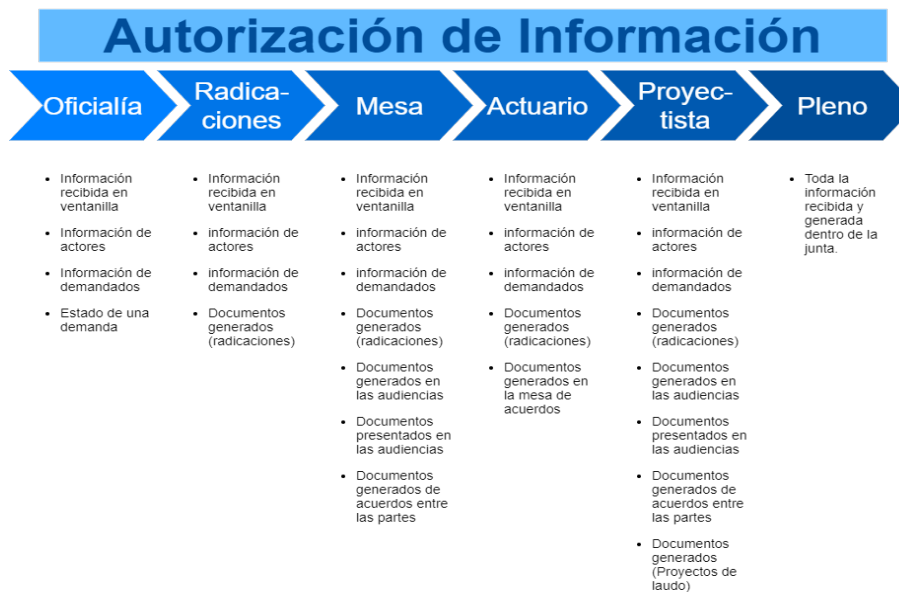 Autorización de Información
Oficialía
Radica-
ciones
Mesa
Actuario
Proyec-
tista
Pleno
• Información
recibida en
ventanilla
• Información de
actores
• Información de
demandados
• Estado de una
demanda
• Información
recibida en
ventanilla
• información de
actores
• información de
demandados
• Documentos
generados
(radicaciones)
• Información
recibida en
ventanilla
• información de
actores
• información de
demandados
• Documentos
generados
(radicaciones)
• Documentos
generados en
las audiencias
• Documentos
presentados en
las audiencias
• Documentos
generados de
acuerdos entre
las partes
• Información
recibida en
ventanilla
• información de
actores
• información de
demandados
• Documentos
generados
(radicaciones)
• Documentos
generados en
la mesa de
acuerdos
• Información
recibida en
ventanilla
• información de
actores
• información de
demandados
• Documentos
generados
(radicaciones)
• Documentos
generados en
las audiencias
• Documentos
presentados en
las audiencias
• Documentos
generados de
acuerdos entre
las partes
• Documentos
generados
(Proyectos de
laudo)
• Toda la
información
recibida y
generada
dentro de la
junta.